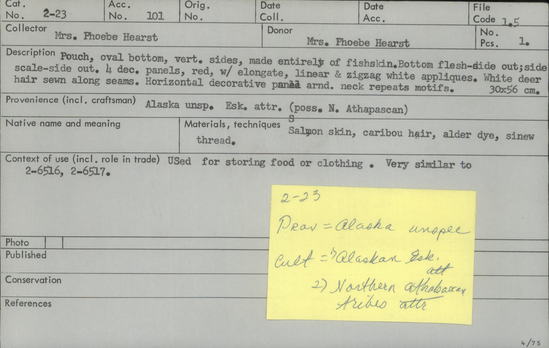 Cat. No. 2-23 Acc. No. 101 Orig. No. Date Coll. Date Acc. File Code 1.5
Collector Mrs. Phoebe Hearst Donor Mrs. Phoebe Hearst No. Pcs. 1.
Description Pouch, oval bottom, vert. sides, made entirely of fishskin.Bottom flesh-side out;side
scale-side out. 4 dec. panels, red, w/ elongate, linear & zigzag white appliques. White deer
hair sewn along seams. Horizontal decorative panel arnd. neck repeats motifs. 30x56 cm.
Provenience (incl. craftsman) Alaska unsp. Esk. attr. (poss. N. Athapascan)
Native name and meaning Materials, techniques Salmon skin, caribou hair, alder dye, sinew
thread.
Context of use (incl. role in trade) USed for storing food or clothing . Very similar to
2-6516, 2-6517.
Photo
Published
Conservation
References
2-23
Prov = Alaska unspec
Cult = 1) Alaskan Esk.
att
2) Northern Athabascan
tribes attr
4/75